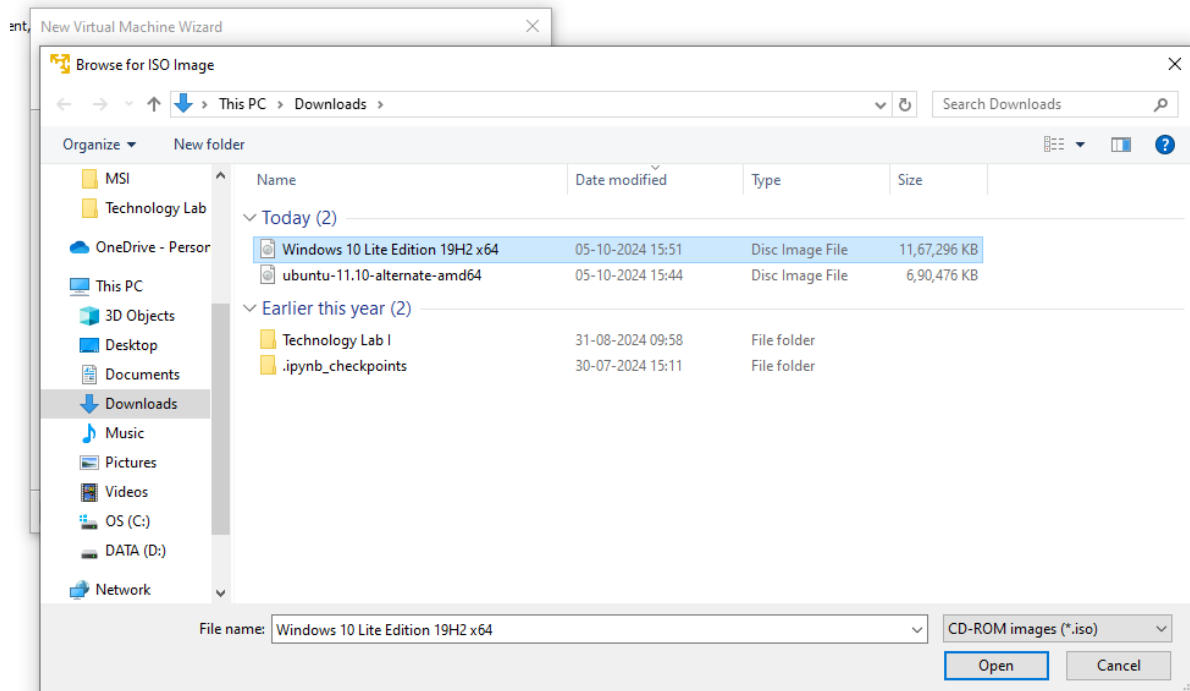 ent, New Virtual Machine Wizard
Browse for ISO Image
This PC > Downloads >
Search Downloads
Organize New folder
Name Date modified Type Size
MSI
Technology Lab
OneDrive - Person
This PC
3D Objects
Desktop
Documents
Downloads
Music
Pictures
Videos
OS (C:)
DATA (D:)
Network
Today (2)
Windows 10 Lite Edition 19H2 x64 05-10-2024 15:51 Disc Image File 11,67,296 KB
ubuntu-11.10-alternate-amd64 05-10-2024 15:44 Disc Image File 6,90,476 KB
Earlier this year (2)
Technology Lab I 31-08-2024 09:58 File folder
.ipynb_checkpoints 30-07-2024 15:11 File folder
File name: Windows 10 Lite Edition 19H2 x64 CD-ROM images (*.iso)
Open Cancel